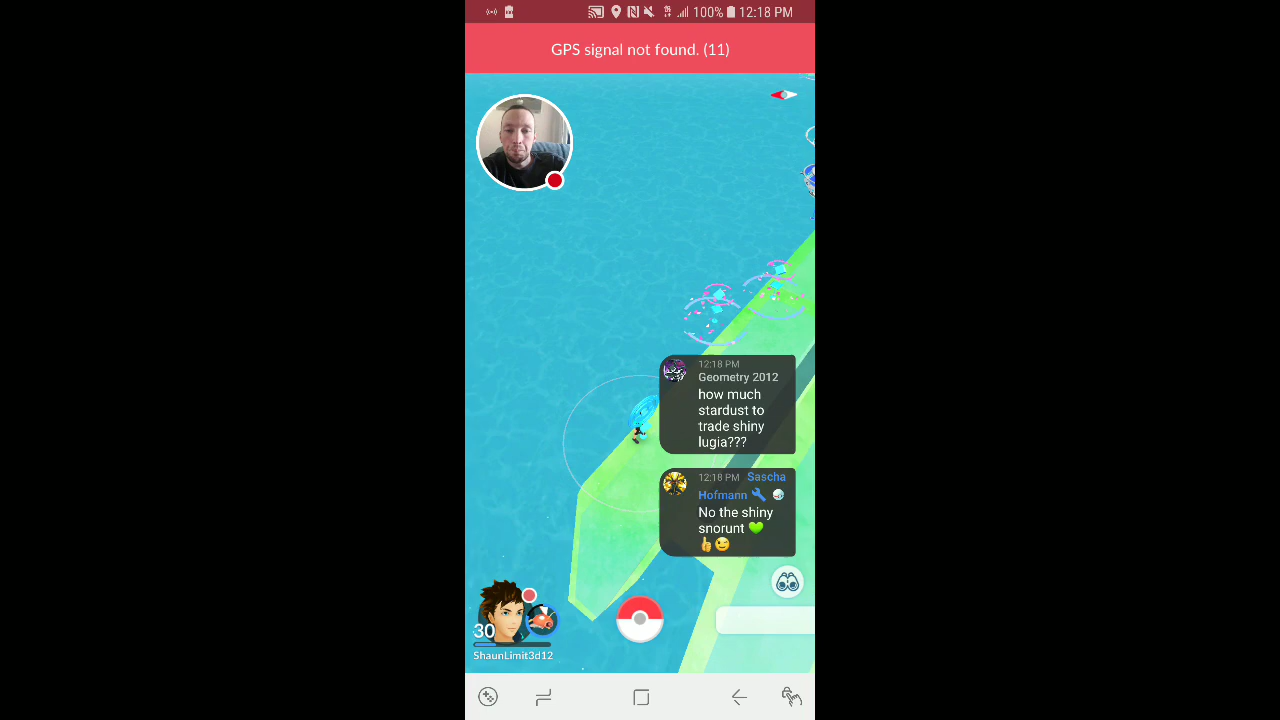 100% 12:18 PM
GPS signal not found. (11)
12:18 PM
Geometry 2012
how much
stardust to
trade shiny
lugia???
12:18 PM Sascha
Hofmann
No the shiny
snorunt 💚
👍😉
30
ShaunLimit3d12